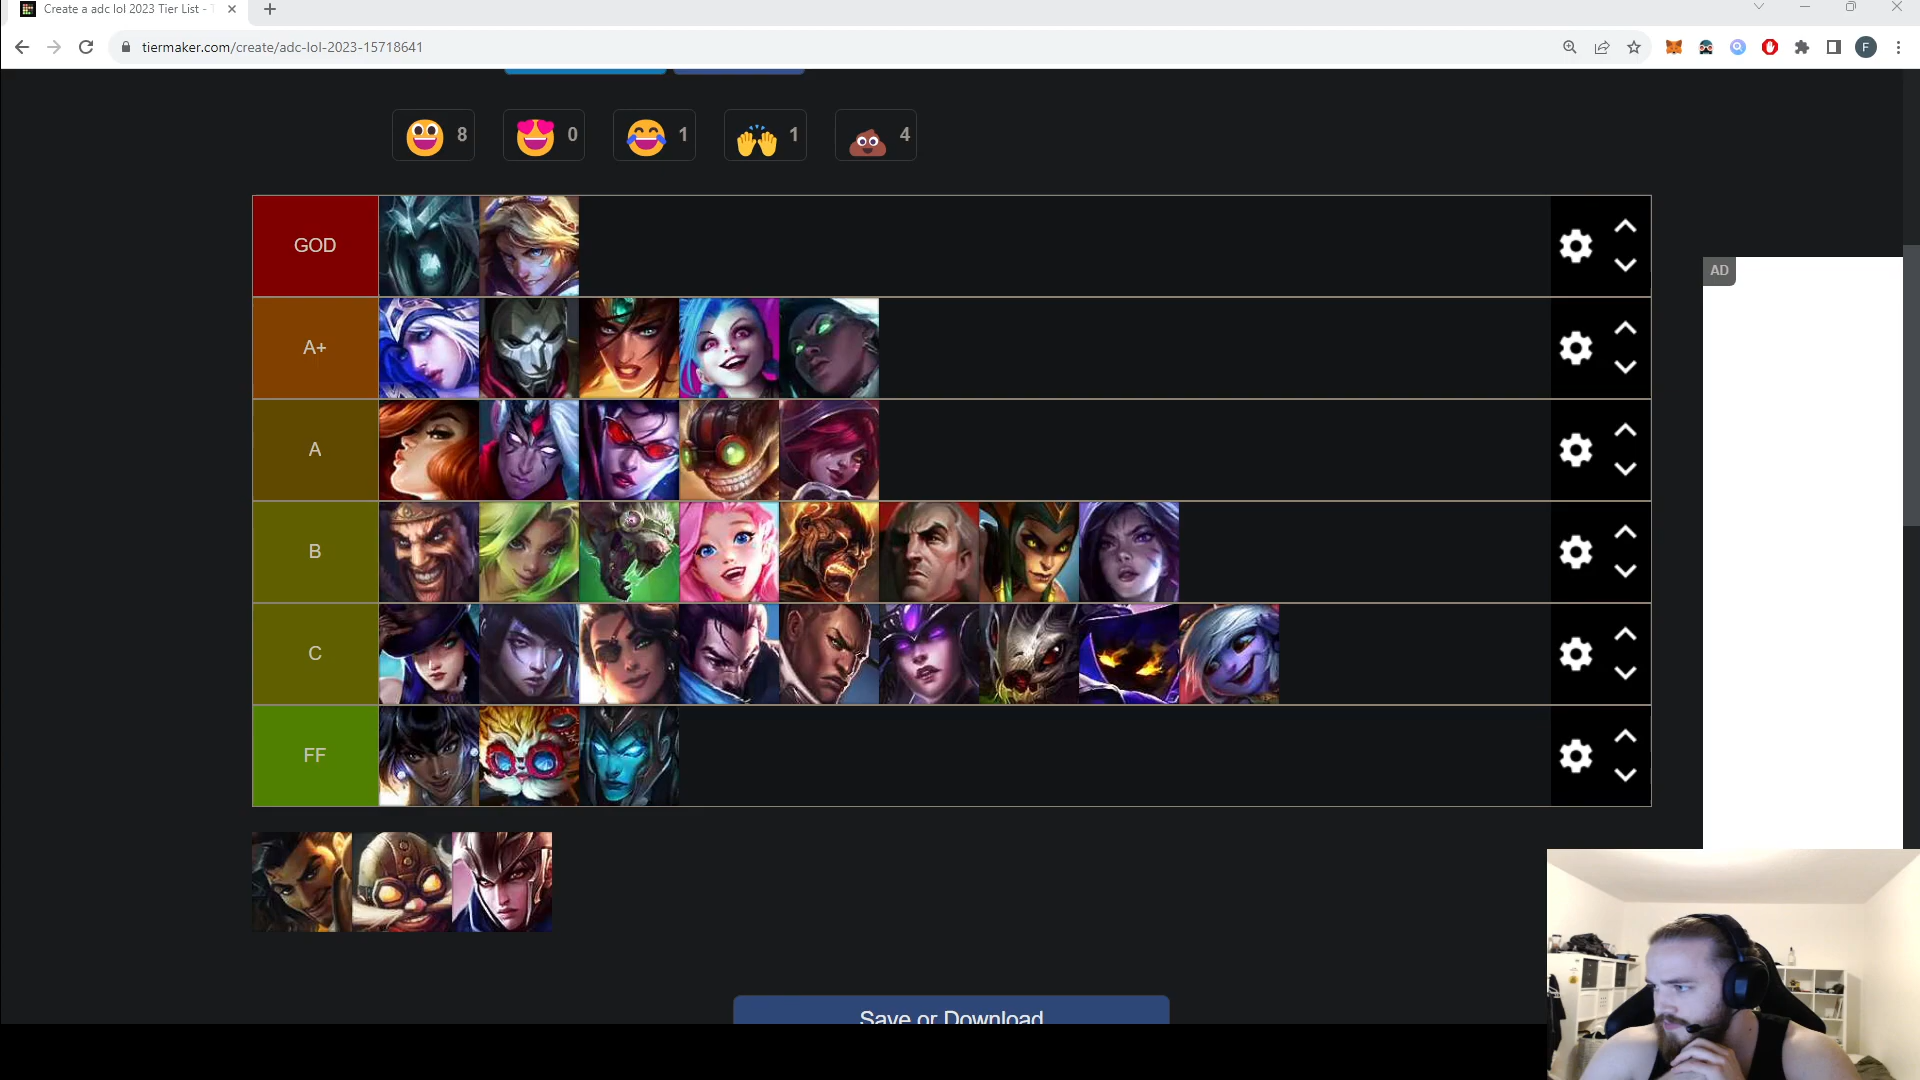 Create a adc lol 2023 Tier List -
tiermaker.com/create/adc-lol-2023-15718641
F
8
0
1
1
4
GOD
A+
A
B
C
FF
AD
Save or Download